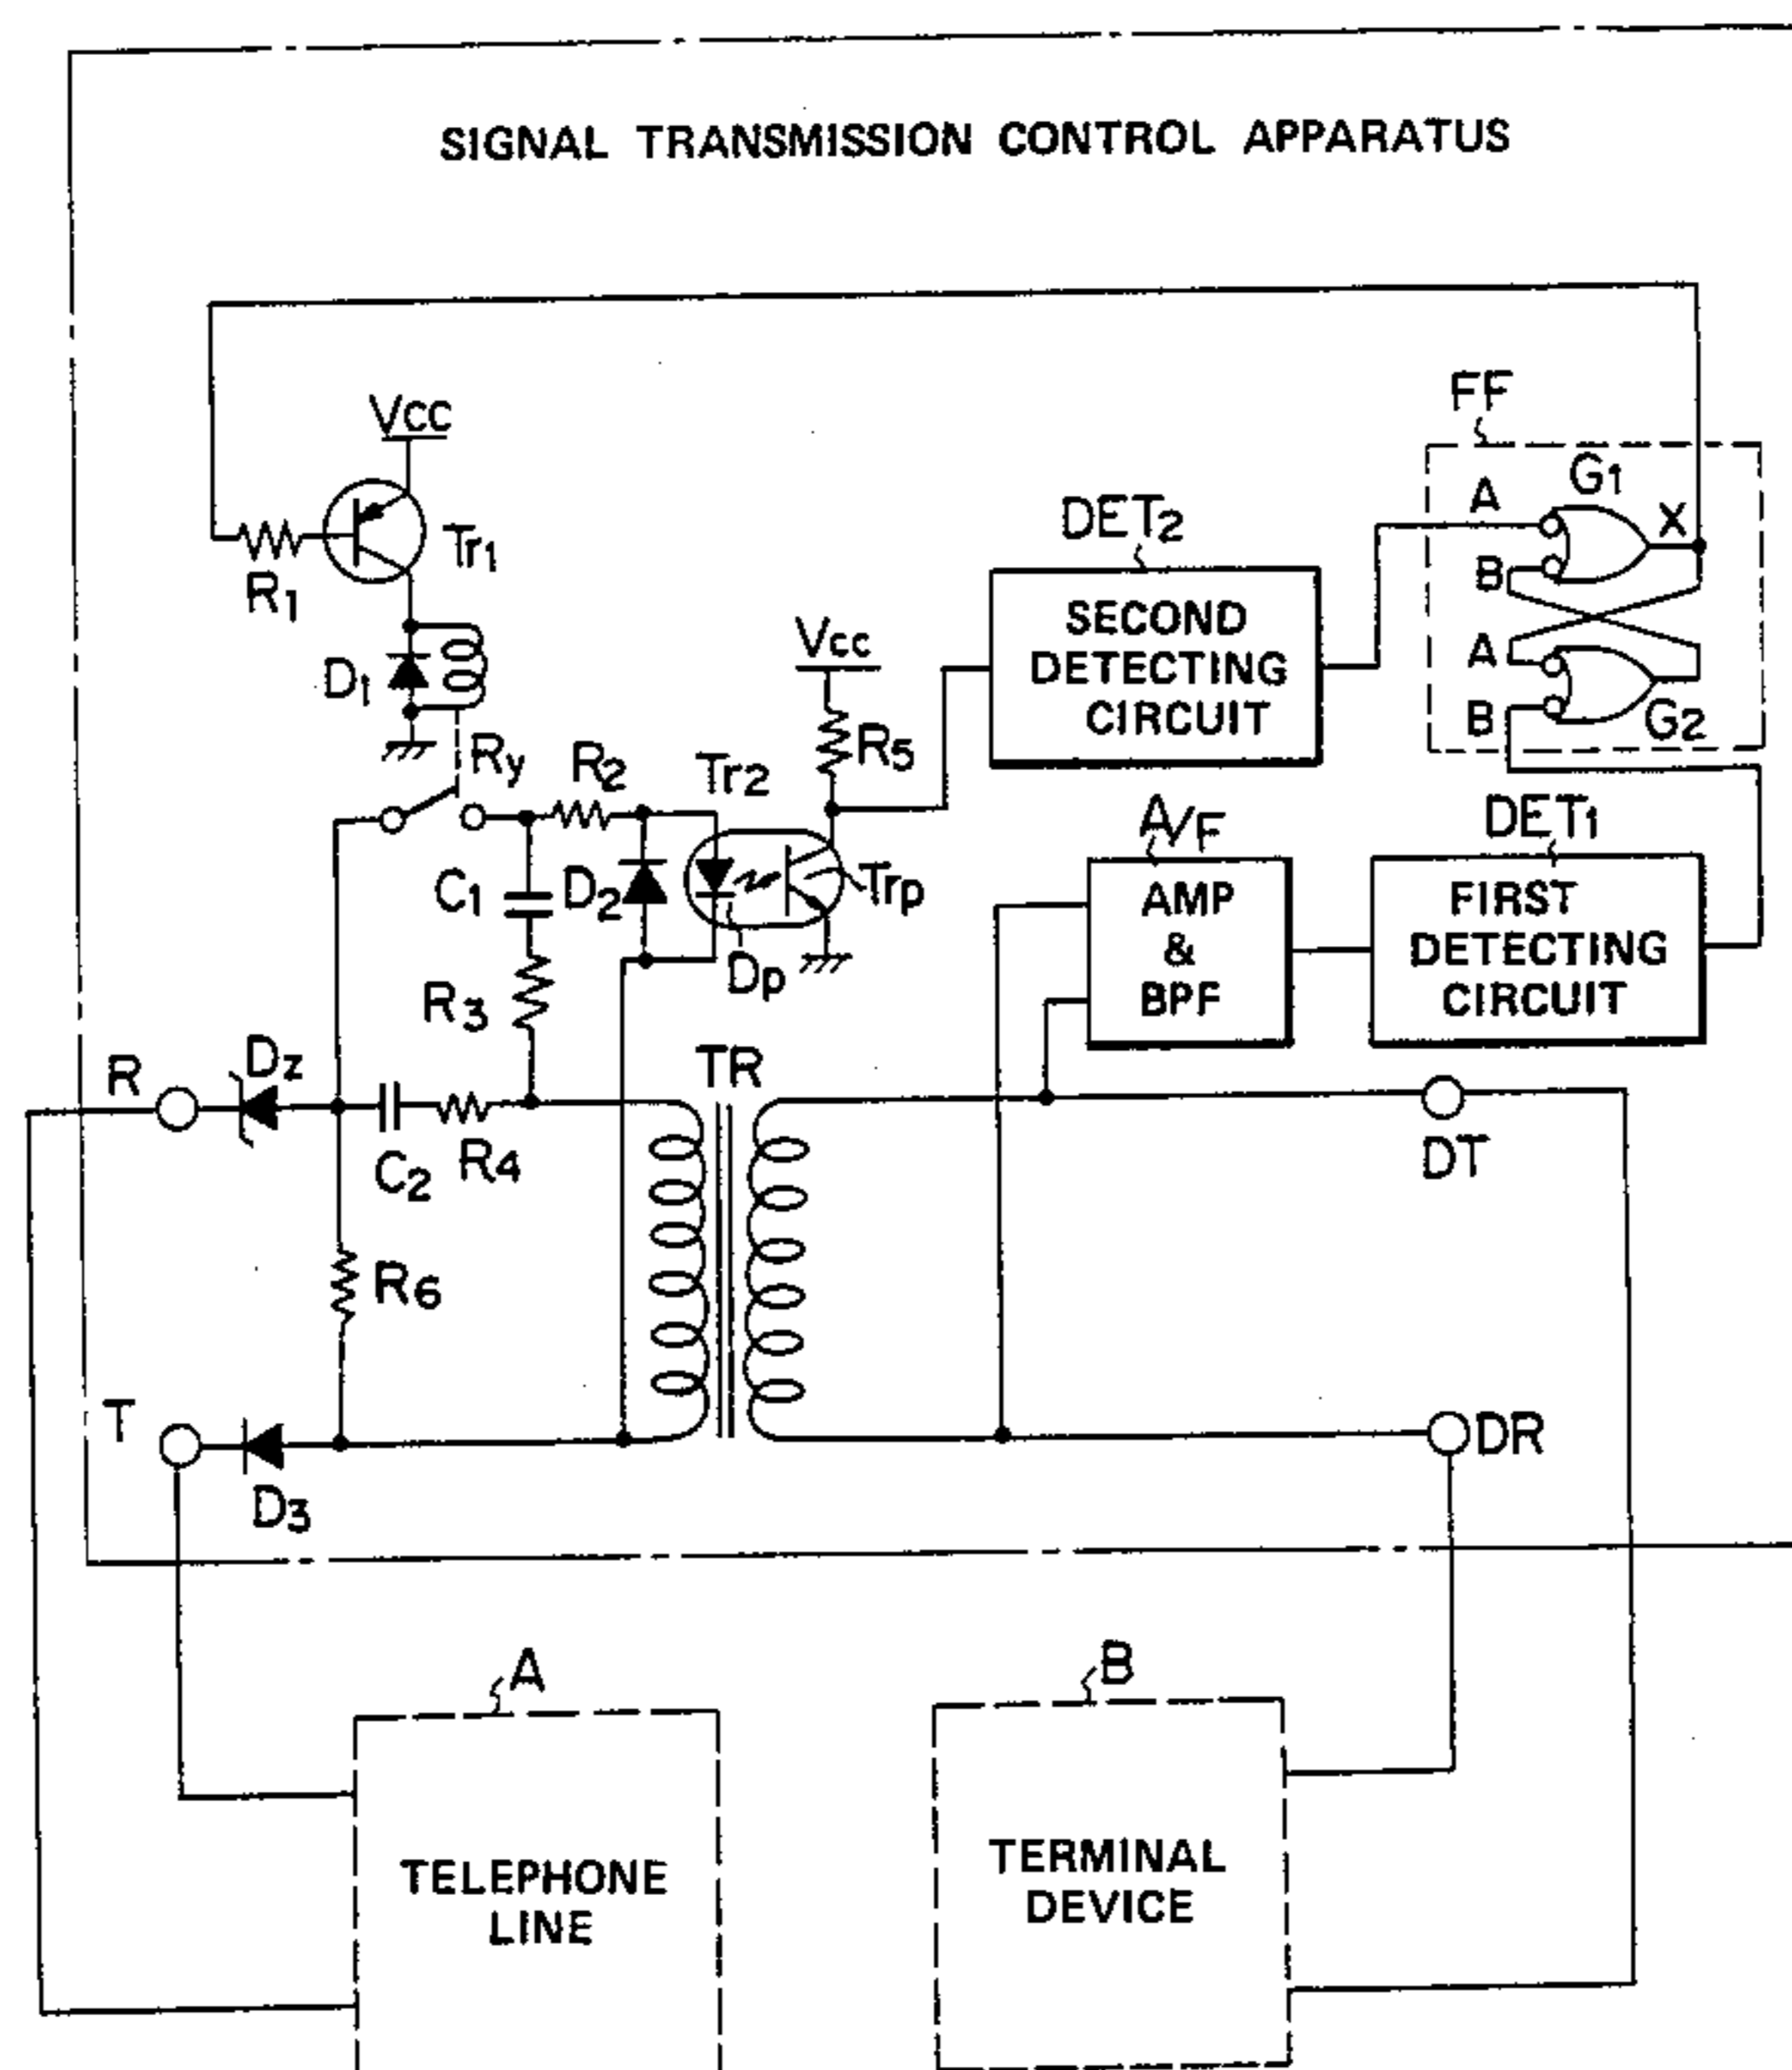 SIGNAL TRANSMISSION CONTROL APPARATUS
FF
Vcc
G1
A
X
DET2
Tr1
R1
B
SECOND
DETECTING
CIRCUIT
Vcc
A
D1
B
G2
Ry
R2
Tr2
R5
A/F
DET1
C1
D2
Trp
AMP
&
BPF
FIRST
DETECTING
CIRCUIT
Dp
R3
R
Dz
TR
C2
R4
DT
R6
T
DR
D3
A
B
TELEPHONE
LINE
TERMINAL
DEVICE